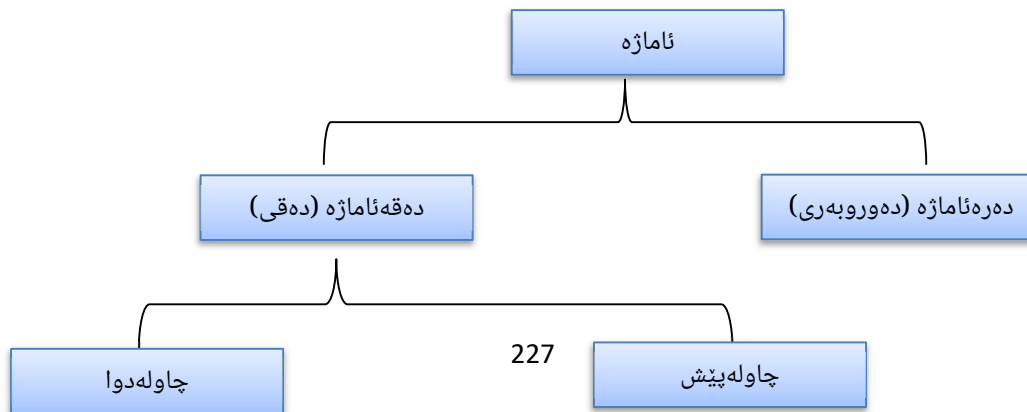 ئاماژە
دەرەئاماژە (دەوروبەری)
دەقەئاماژە (دەقی)
چاولەپێش
227
چاولەدوا